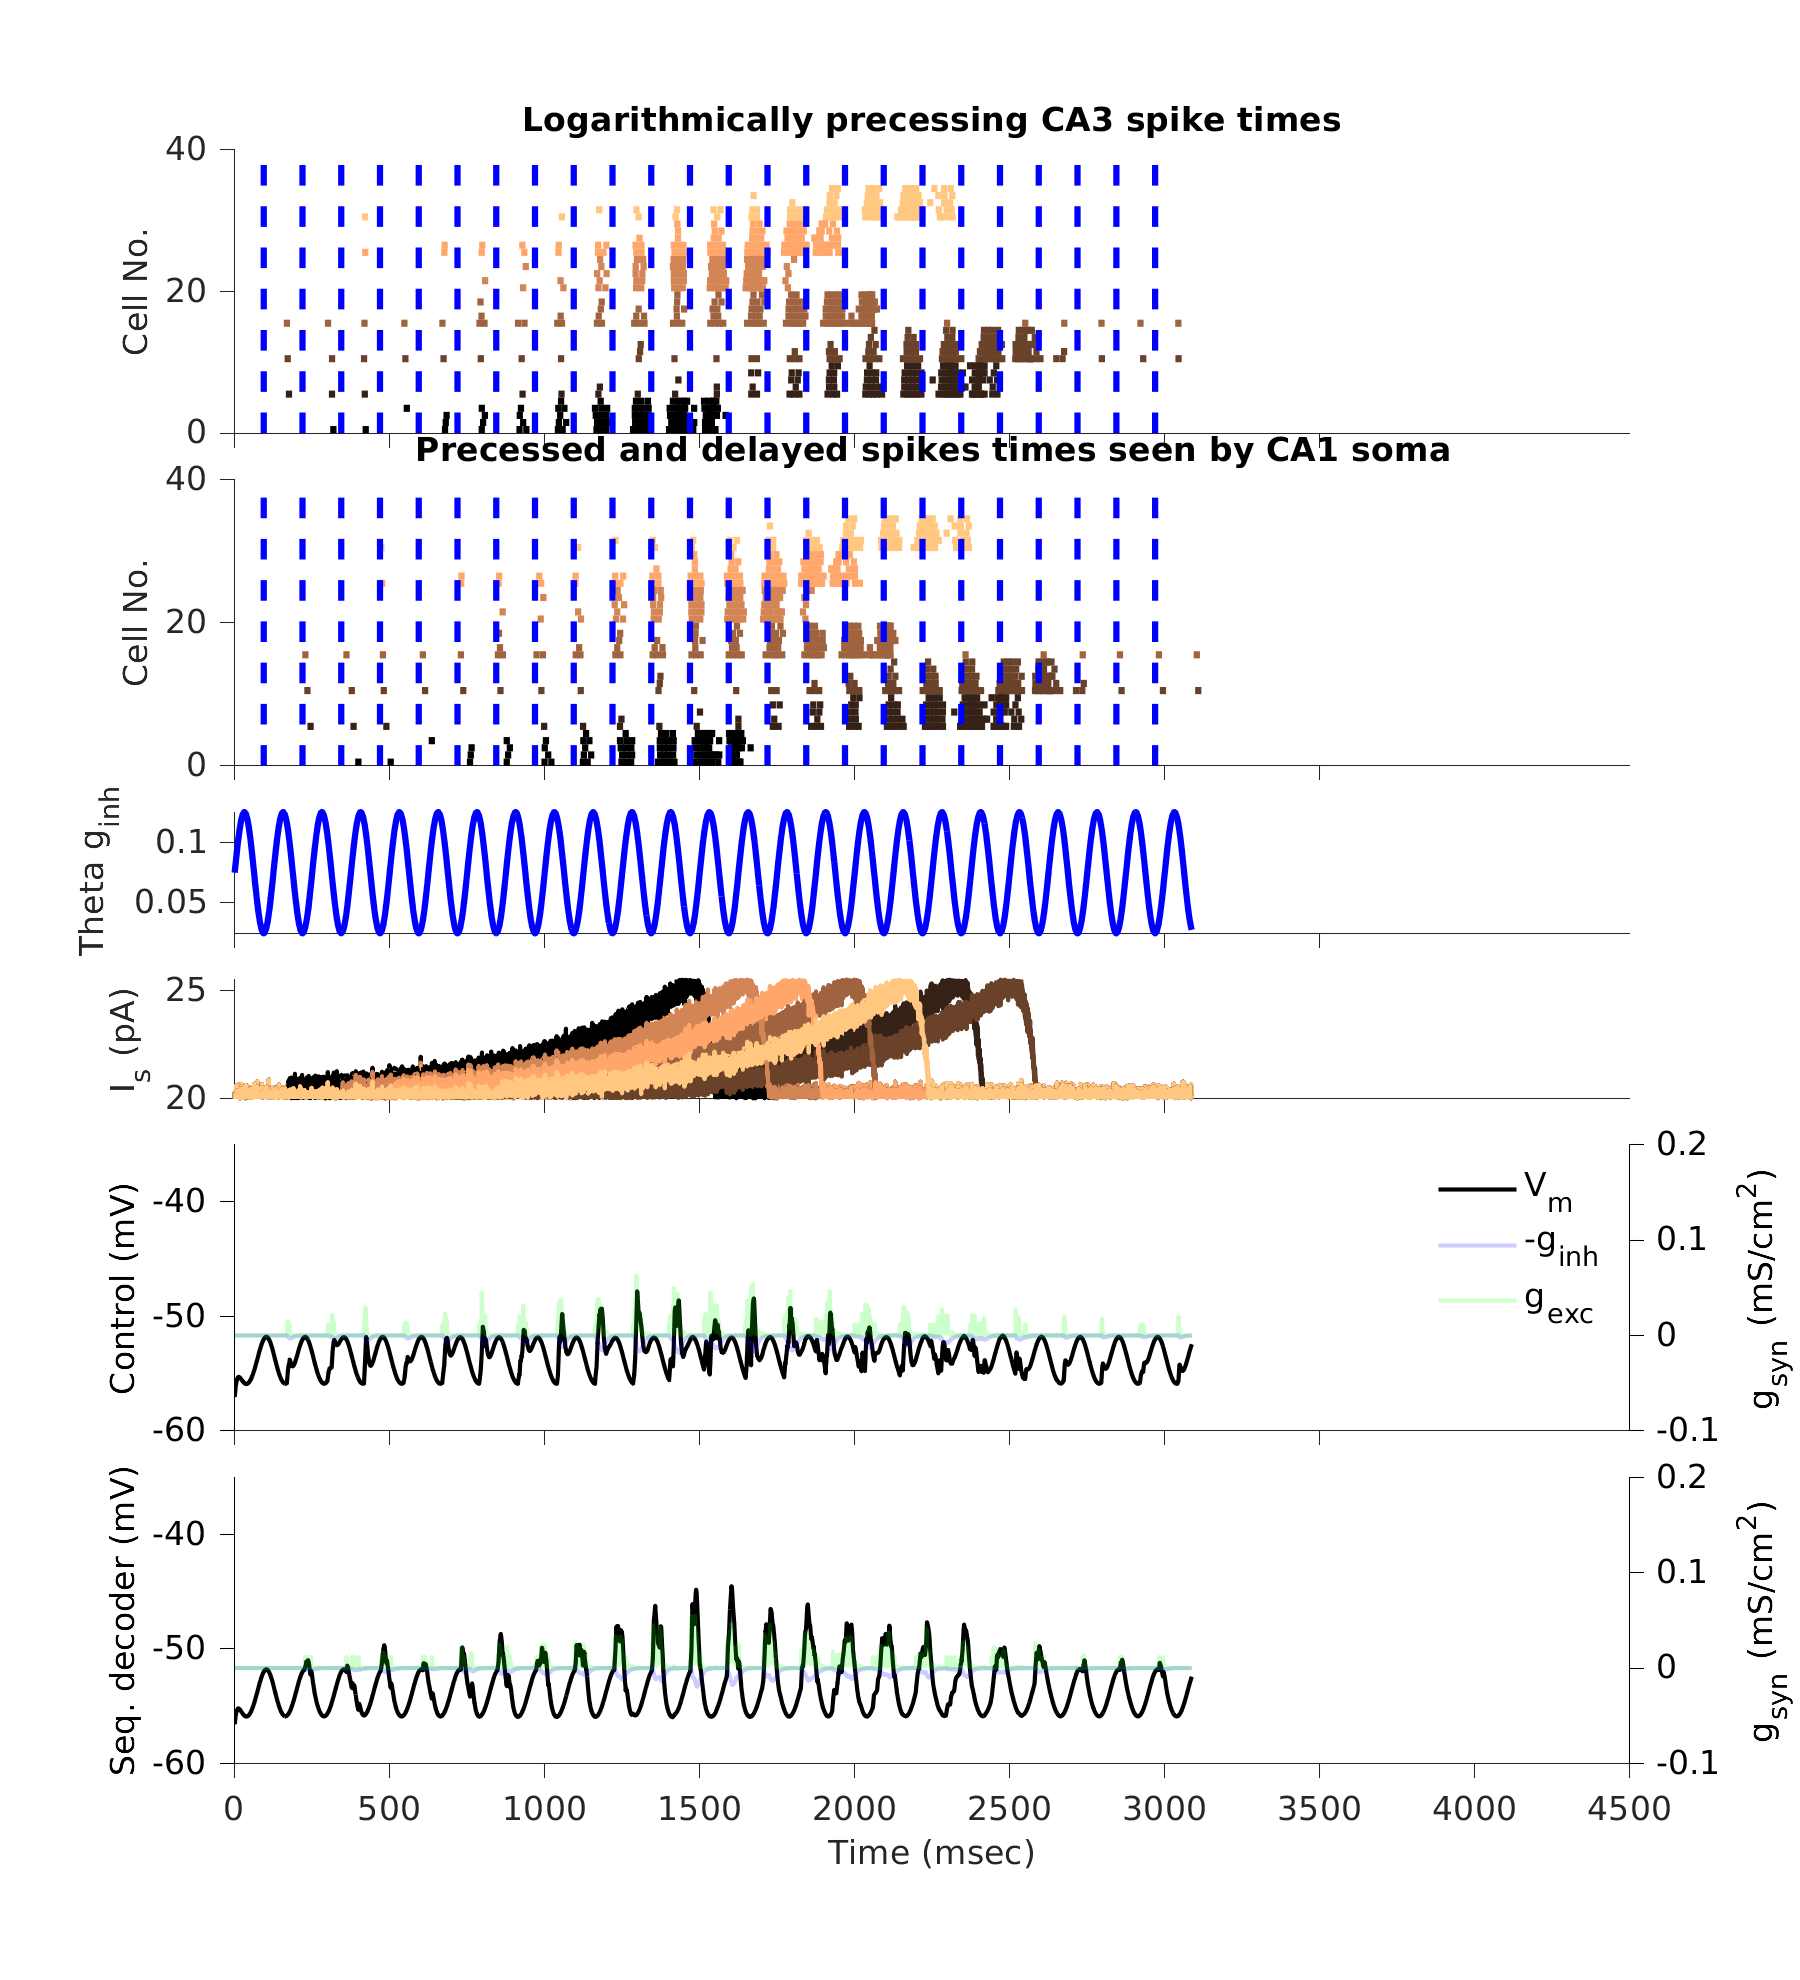 Logarithmically precessing CA3 spike times
40
20
0
Cell No.
Precessed and delayed spikes times seen by CA1 soma
40
20
0
Cell No.
0.1
0.05
Theta g_inh
25
20
I_s (pA)
-40
-50
-60
Control (mV)
V_m
-g_inh
g_exc
0.2
0.1
0
-0.1
g_syn (mS/cm^2)
-40
-50
-60
Seq. decoder (mV)
0.2
0.1
0
-0.1
g_syn (mS/cm^2)
0 500 1000 1500 2000 2500 3000 3500 4000 4500
Time (msec)